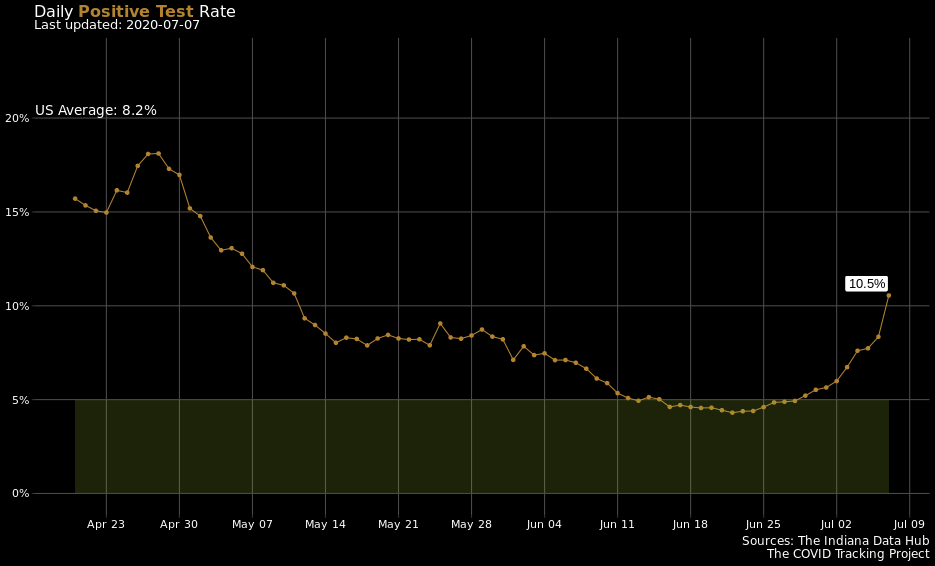 Daily Positive Test Rate
Last updated: 2020-07-07
US Average: 8.2%
20%
15%
10%
5%
0%
10.5%
Apr 23 Apr 30 May 07 May 14 May 21 May 28 Jun 04 Jun 11 Jun 18 Jun 25 Jul 02 Jul 09
Sources: The Indiana Data Hub
The COVID Tracking Project